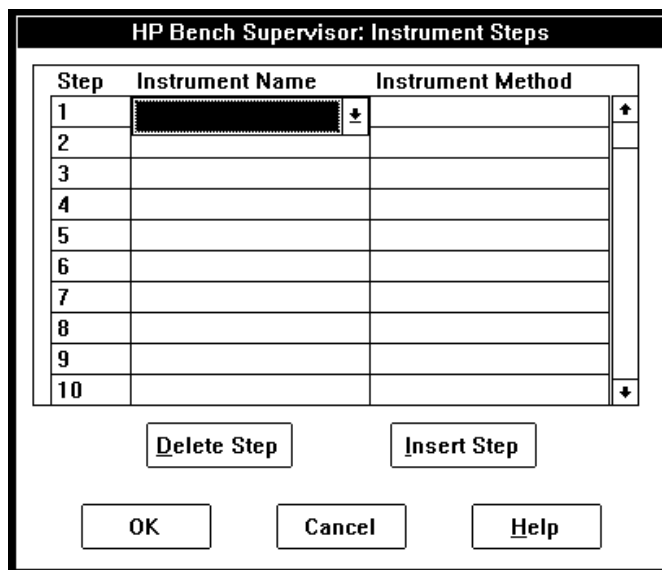 HP Bench Supervisor: Instrument Steps
Step Instrument Name Instrument Method
1
2
3
4
5
6
7
8
9
10
Delete Step Insert Step
OK Cancel Help